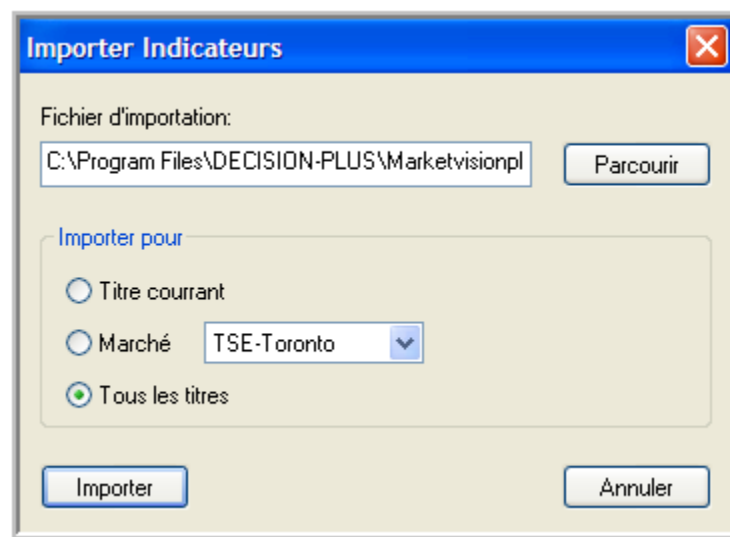 Importer Indicateurs
Fichier d'importation:
C:\Program Files\DECISION-PLUS\Marketvisionpl
Parcourir
Importer pour
Titre courrant
Marché TSE-Toronto
Tous les titres
Importer Annuler